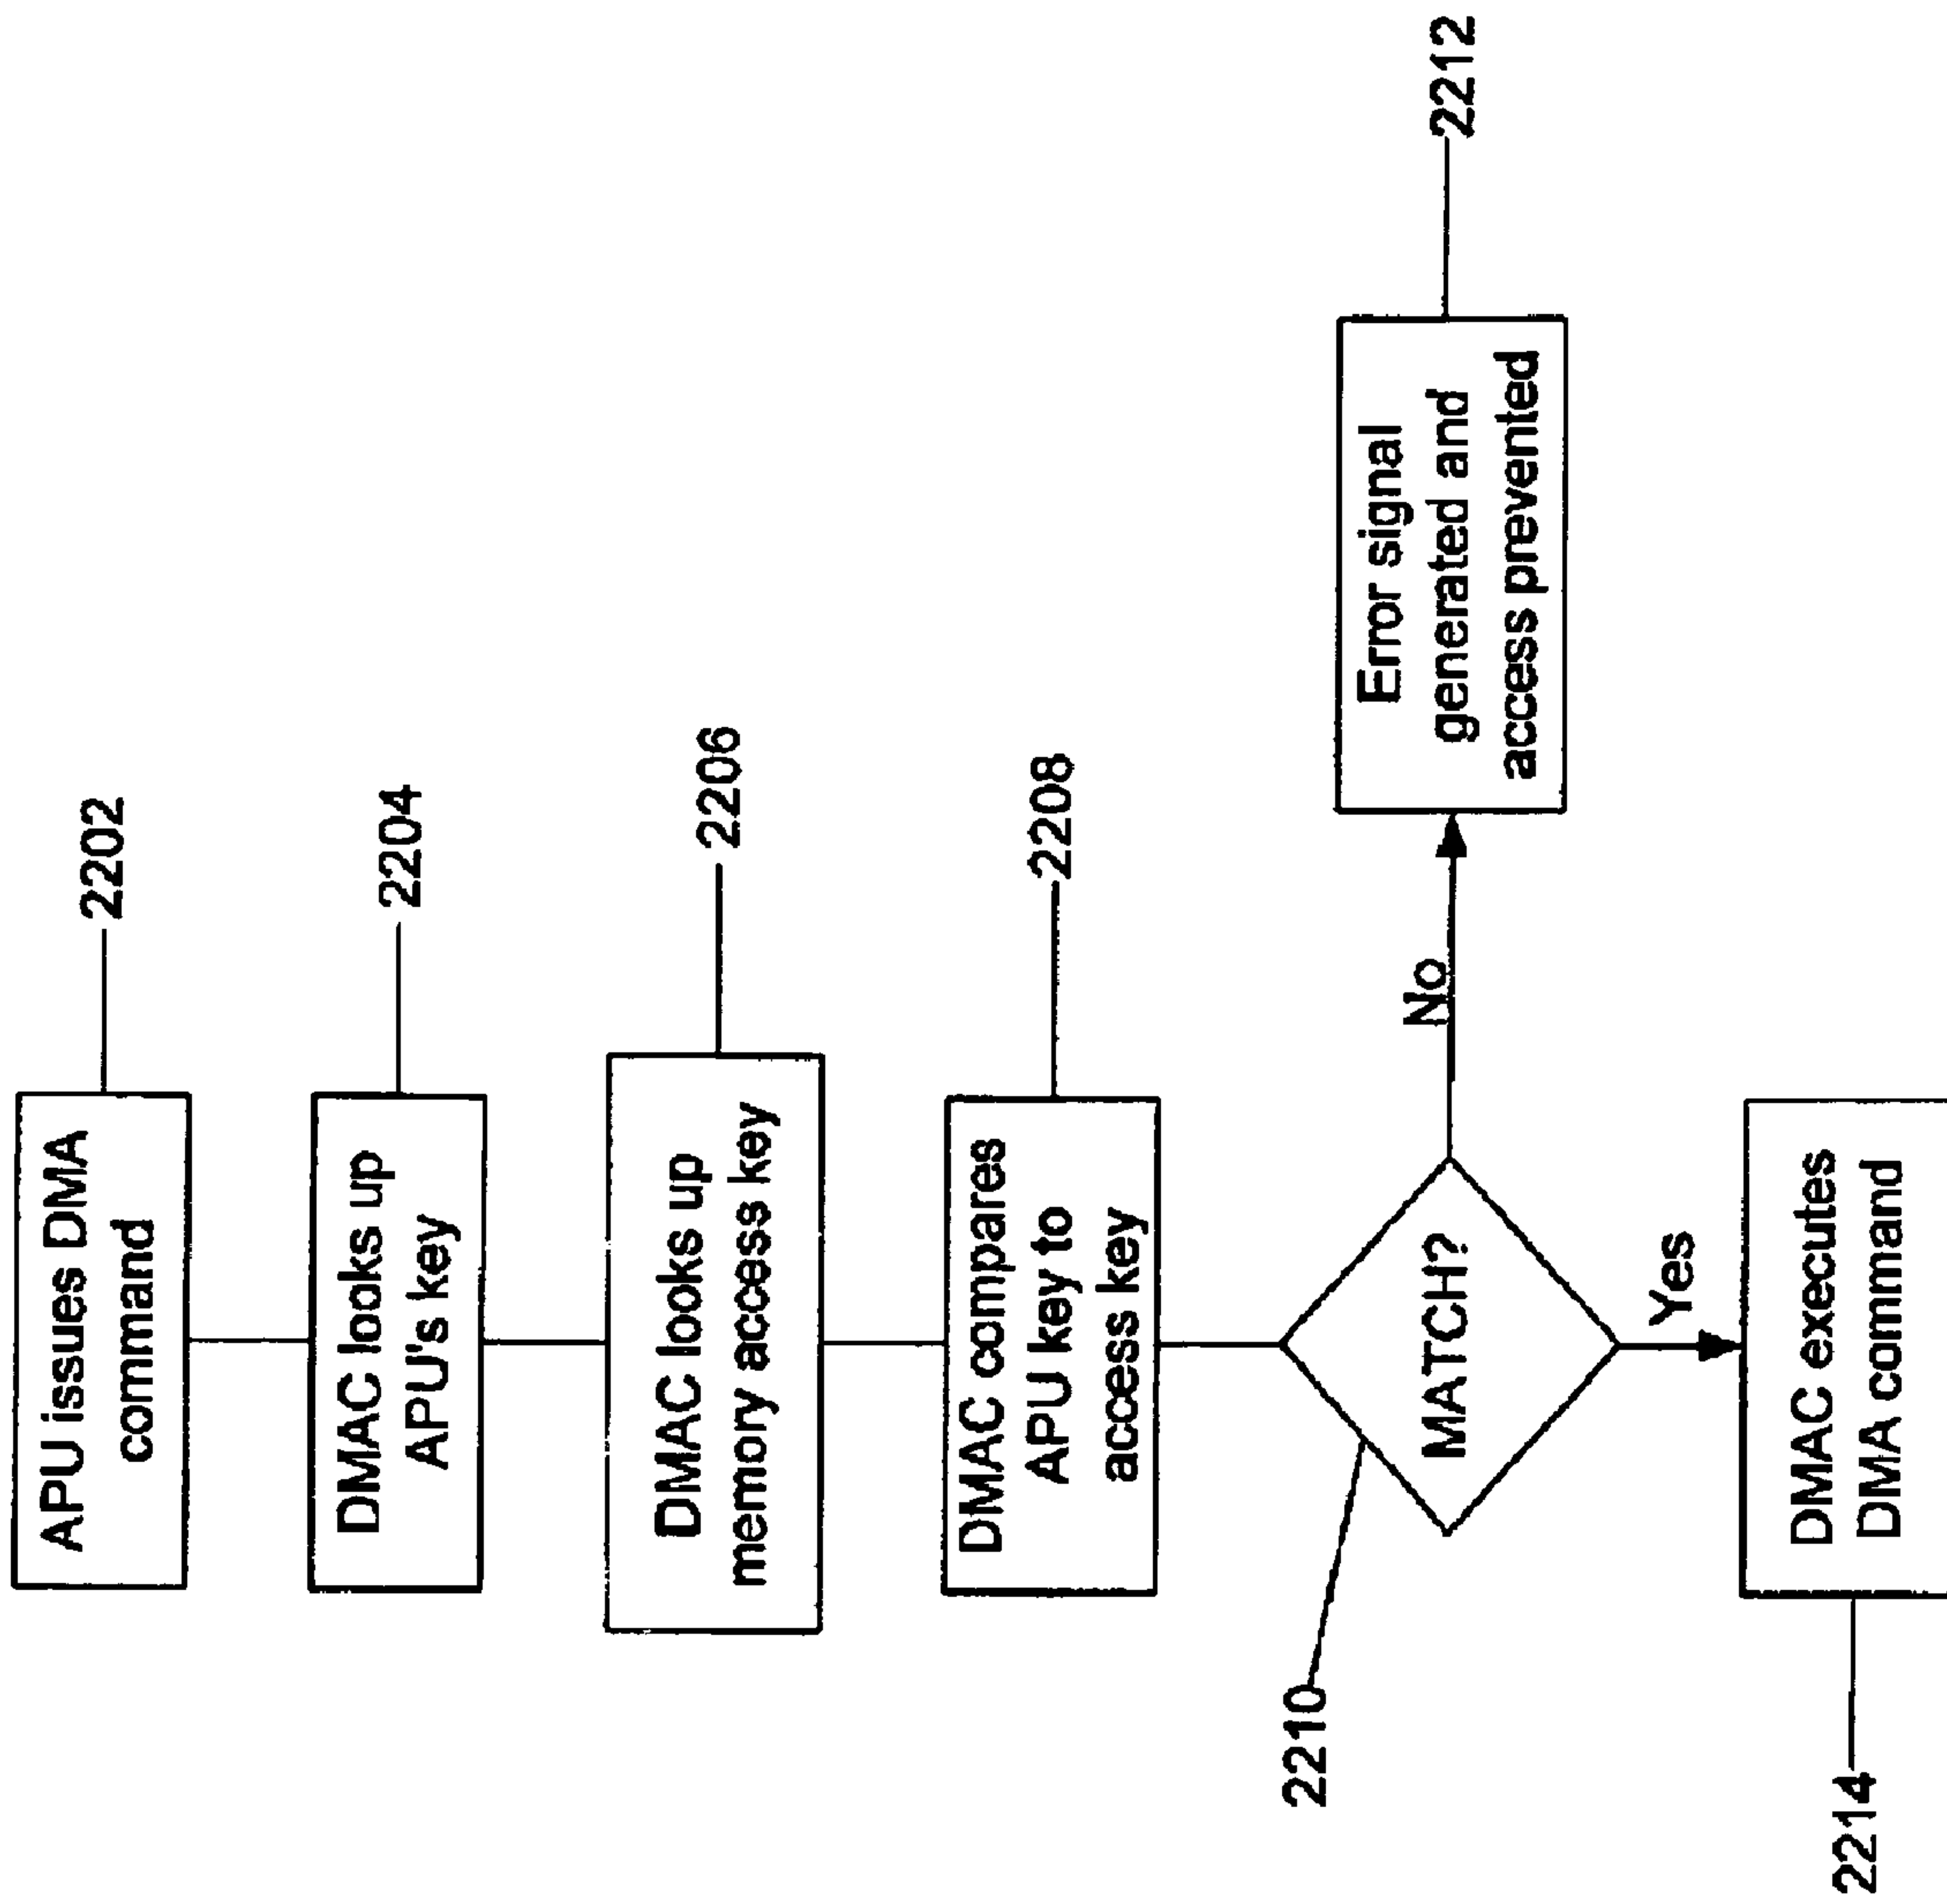 APU issues DMA
command
2202
DMAC looks up
APU's key
2204
DMAC looks up
memory access key
2206
DMAC compares
APU key to
access key
2208
2210
MATCH?
No
Error signal
generated and
access prevented
2212
Yes
DMAC executes
DMA command
2214